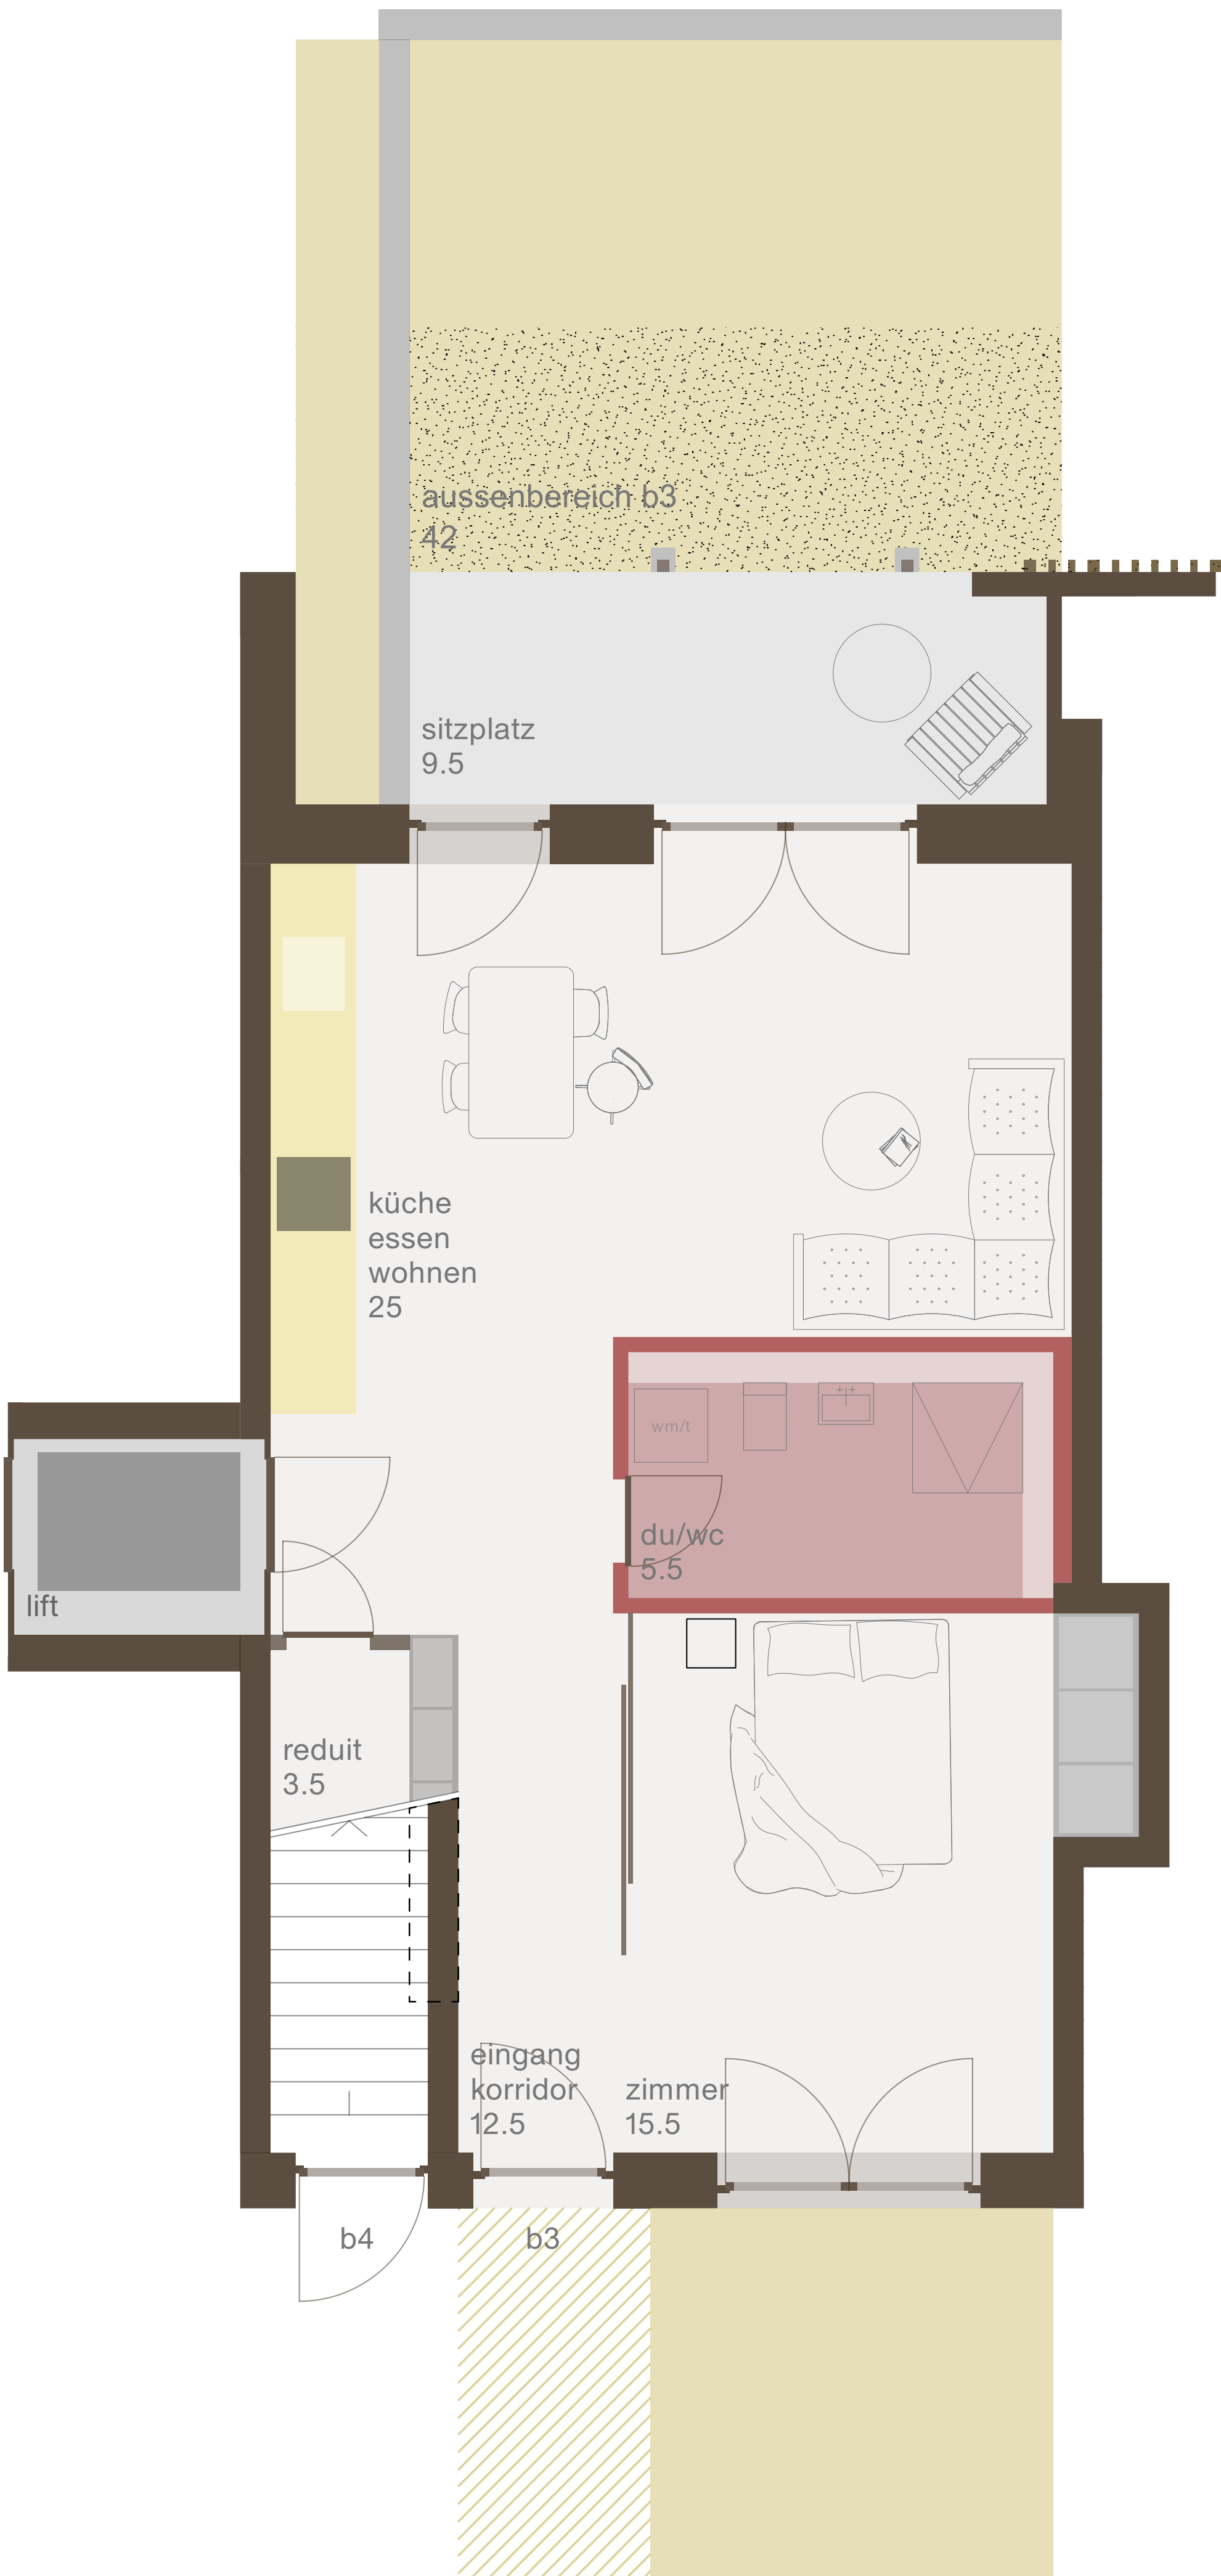 aussenbereich b3
42
sitzplatz
9.5
küche
essen
wohnen
25
wm/t
du/wc
5.5
lift
reduit
3.5
eingang
korridor
12.5
zimmer
15.5
b4
b3